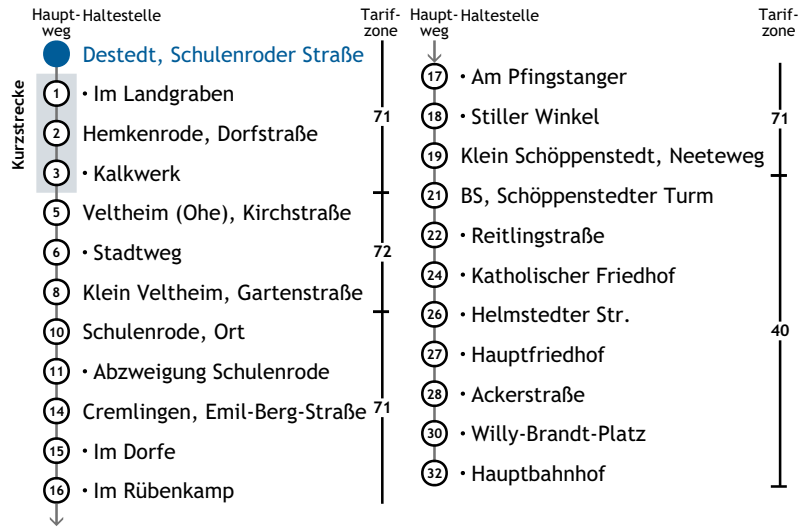 Haupt- Haltestelle Tarif-
weg zone
Destedt, Schulenroder Straße
Kurzstrecke
1 · Im Landgraben
71
2 Hemkenrode, Dorfstraße
3 · Kalkwerk
5 Veltheim (Ohe), Kirchstraße
6 · Stadtweg 72
8 Klein Veltheim, Gartenstraße
10 Schulenrode, Ort
11 · Abzweigung Schulenrode
14 Cremlingen, Emil-Berg-Straße 71
15 · Im Dorfe
16 · Im Rübenkamp
Haupt- Haltestelle Tarif-
weg zone
17 · Am Pfingstanger
18 · Stiller Winkel 71
19 Klein Schöppenstedt, Neeteweg
21 BS, Schöppenstedter Turm
22 · Reitlingstraße
24 · Katholischer Friedhof
26 · Helmstedter Str.
40
27 · Hauptfriedhof
28 · Ackerstraße
30 · Willy-Brandt-Platz
32 · Hauptbahnhof